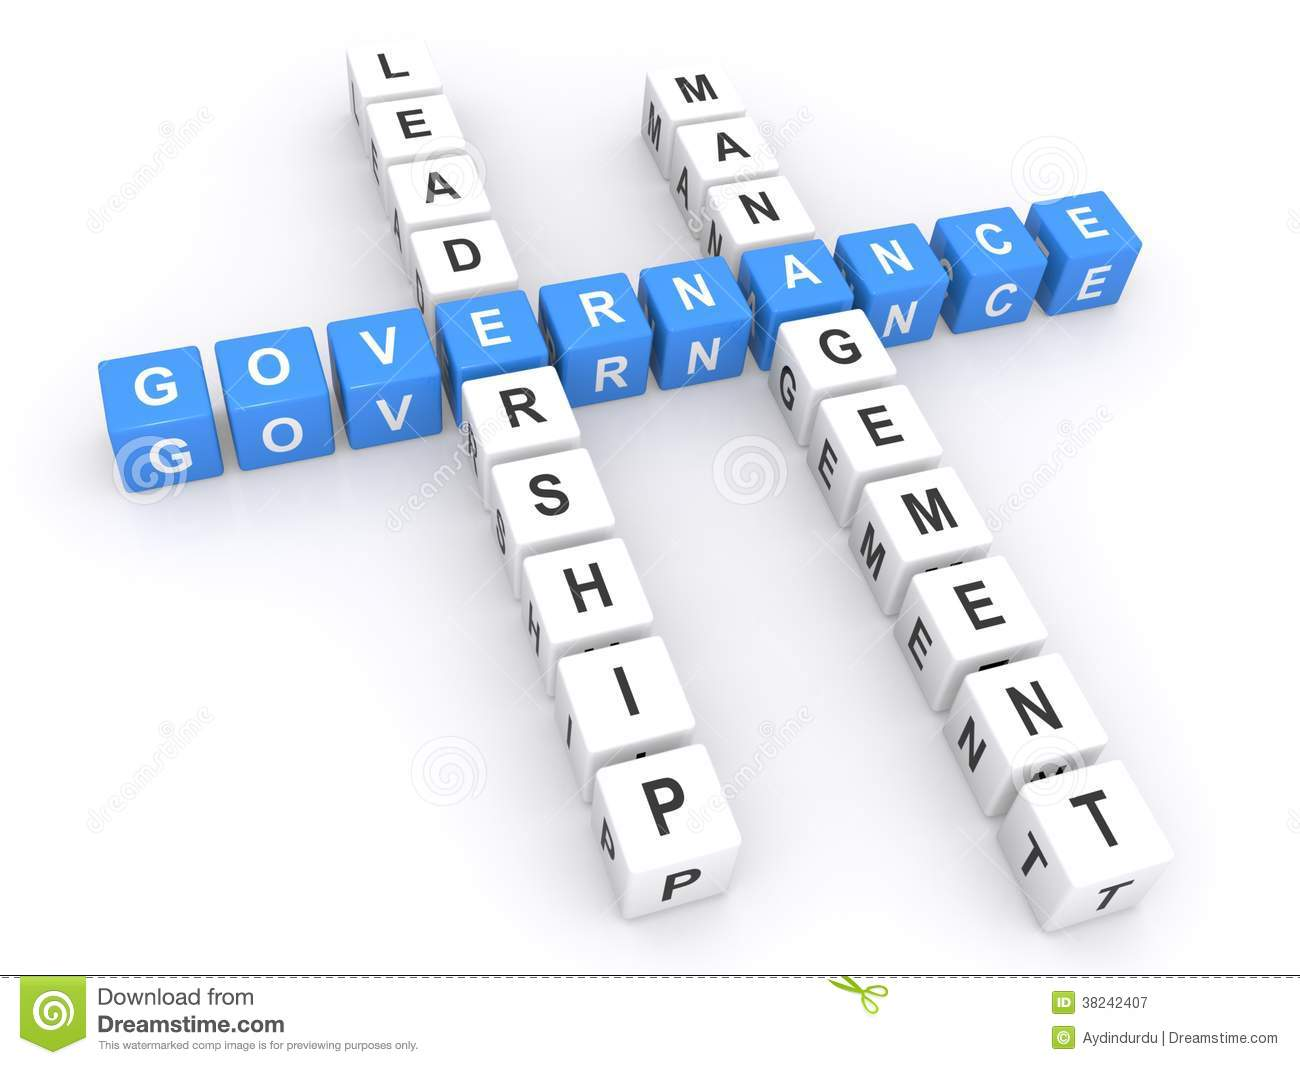 LEADERSHIP
MANAGEMENT
GOVERNANCE
dreamstime
Download from
Dreamstime.com
This watermarked comp image is for previewing purposes only.
ID 38242407
© Aydindurdu | Dreamstime.com